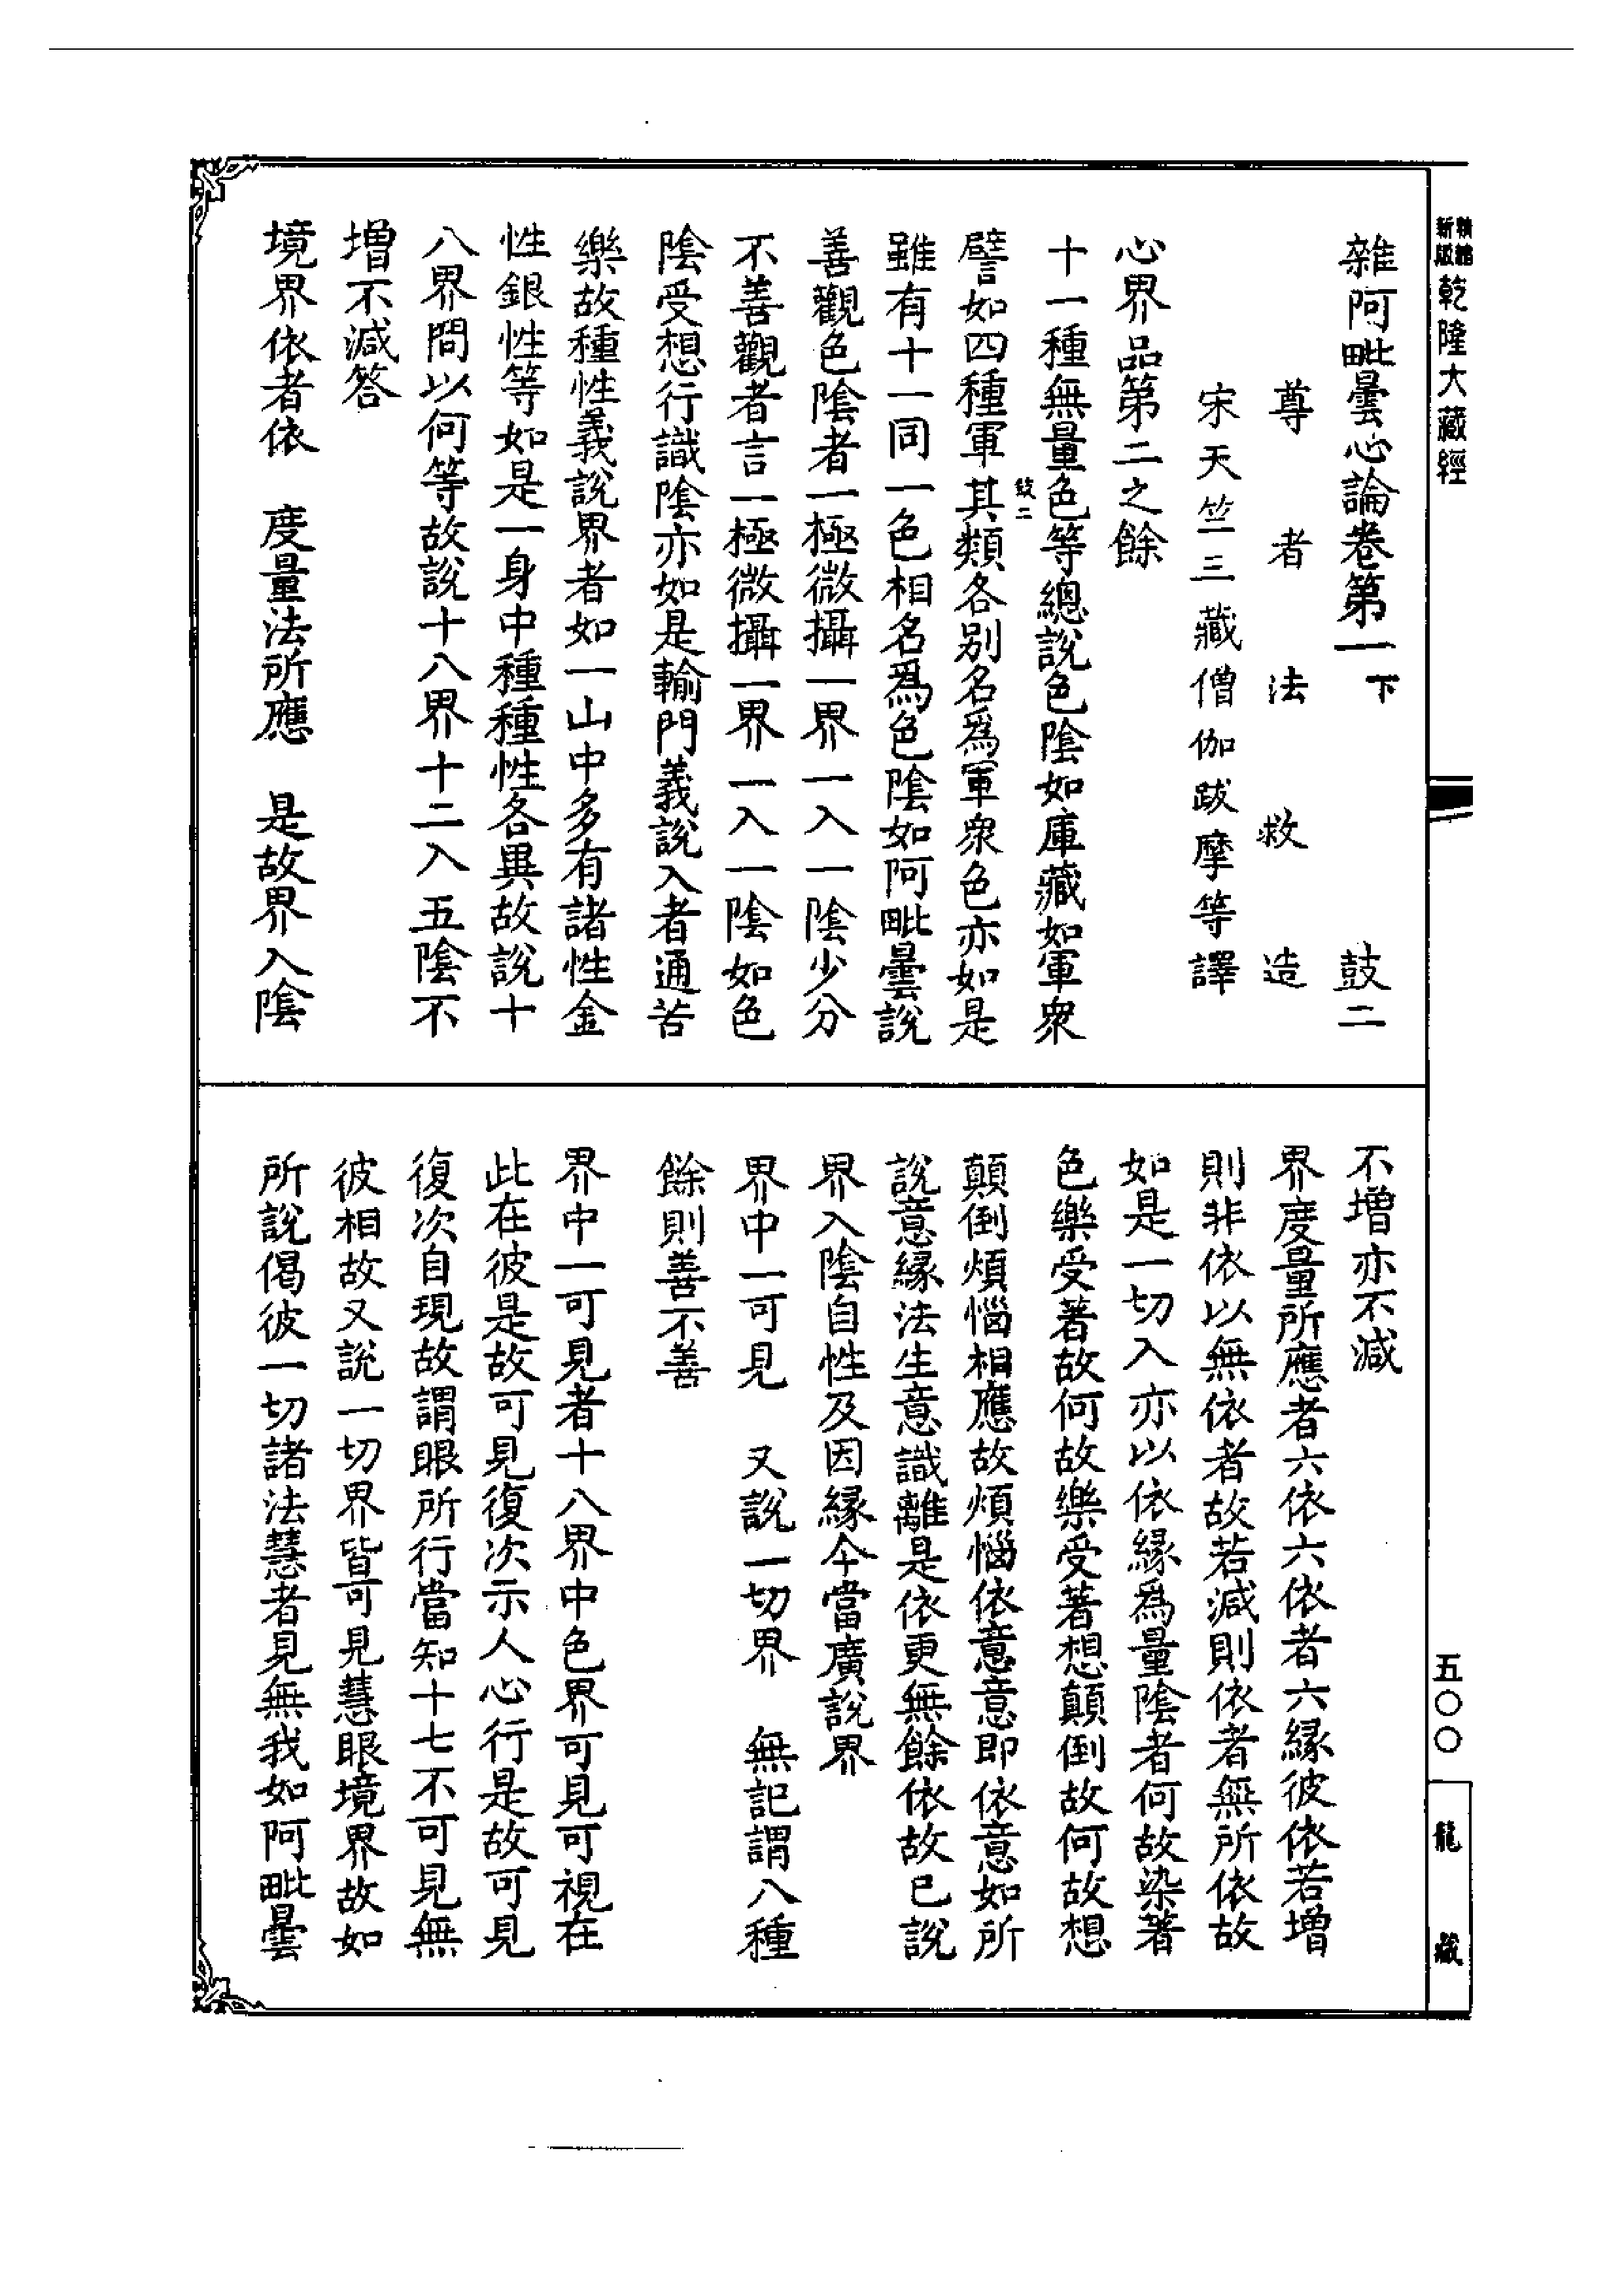 新版精縮乾隆大藏經
雜阿毗曇心論卷第一下 鼓二
尊者法救造
宋天竺三藏僧伽跋摩等譯
心界品第二之餘
十一種無量色等總說色陰如庫藏如軍衆
鼓二
譬如四種軍其類各別名爲軍衆色亦如是
雖有十一同一色相名爲色陰如阿毗曇說
善觀色陰者一極微攝一界一入一陰少分
不善觀者言一極微攝一界一入一陰如色
陰受想行識陰亦如是輸門義說入者通苦
樂故種性義說界者如一山中多有諸性金
性銀性等如是一身中種種性各異故說十
八界問以何等故說十八界十二入五陰不
增不減答
境界依者依 度量法所應 是故界入陰
不增亦不減
界度量所應者六依六依者六緣彼依若增
則非依以無依者故若減則依者無所依故
如是一切入亦以依緣爲量陰者何故染著
色樂受著故何故樂受著想顛倒故何故想
顛倒煩惱相應故煩惱依意意即依意如所
說意緣法生意識離是依更無餘依故已說
界入陰自性及因緣今當廣說界
界中一可見 又說一切界 無記謂八種
餘則善不善
界中一可見者十八界中色界可見可視在
此在彼是故可見復次示人心行是故可見
復次自現故謂眼所行當知十七不可見無
彼相故又說一切界皆可見慧眼境界故如
所說偈彼一切諸法慧者見無我如阿毗曇
五〇〇
龍藏